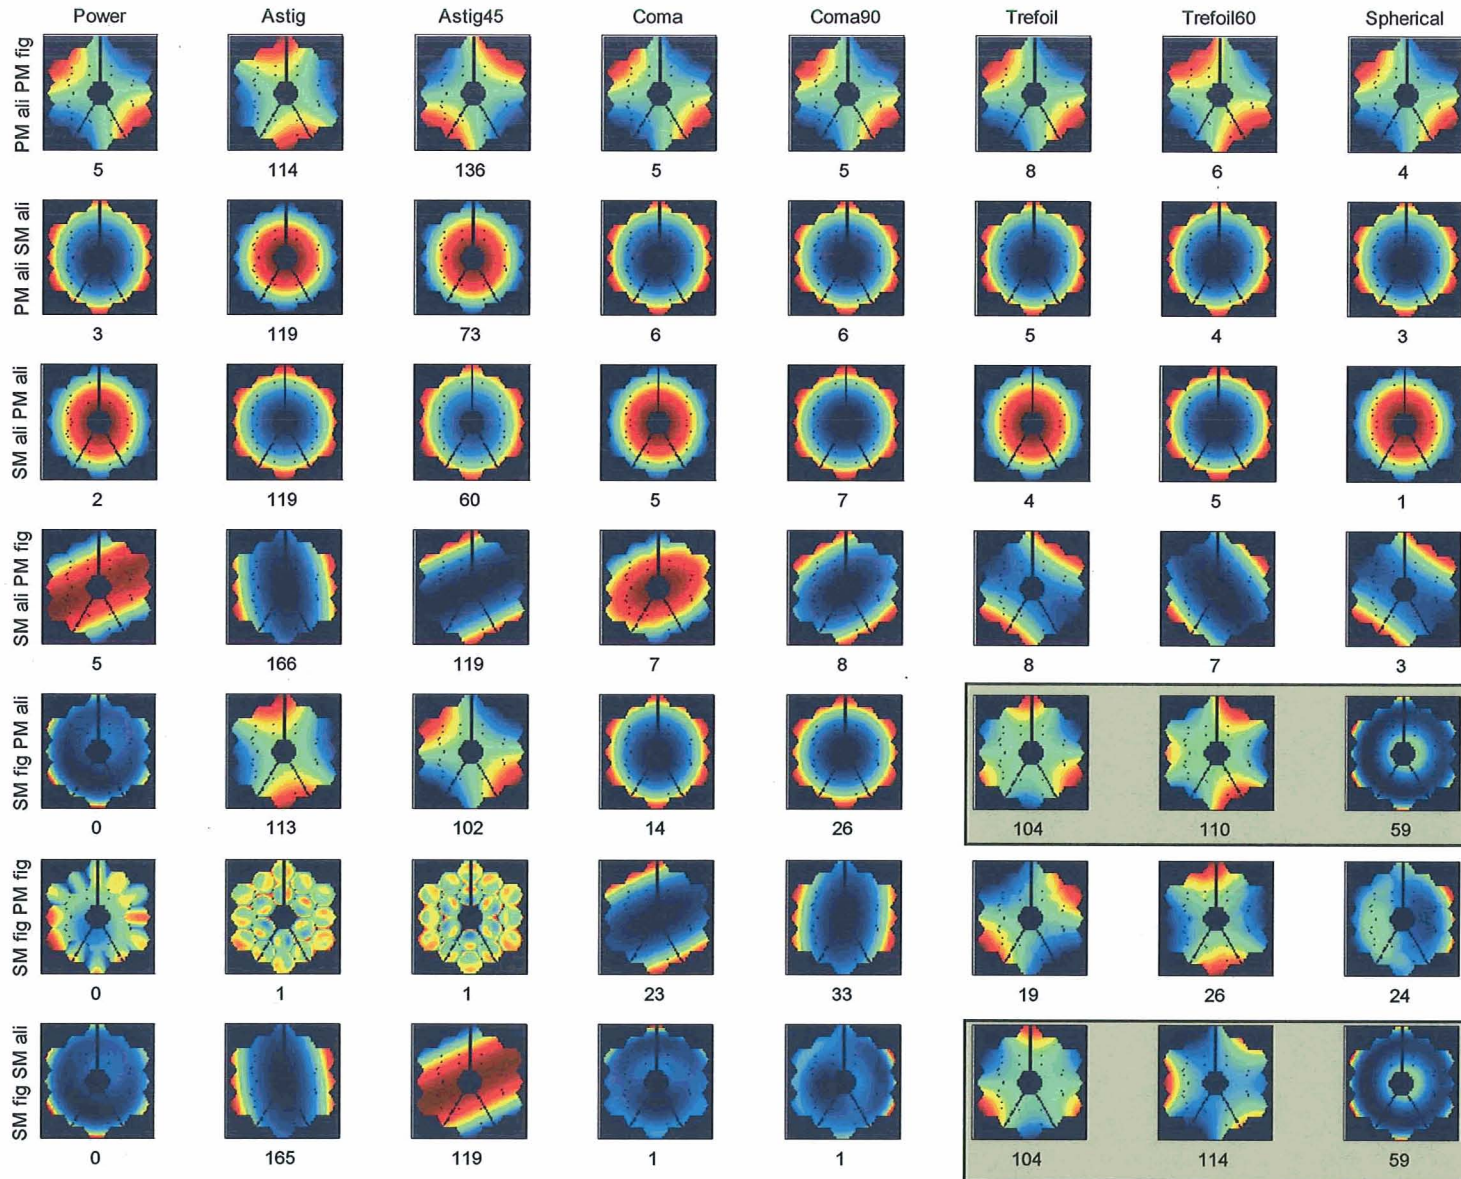 Power Astig Astig45 Coma Coma90 Trefoil Trefoil60 Spherical
PM ali PM fig
5 114 136 5 5 8 6 4
PM ali SM ali
3 119 73 6 6 5 4 3
SM ali PM ali
2 119 60 5 7 4 5 1
SM ali PM fig
5 166 119 7 8 8 7 3
SM fig PM ali
0 113 102 14 26 104 110 59
SM fig PM fig
0 1 1 23 33 19 26 24
SM fig SM ali
0 165 119 1 1 104 114 59